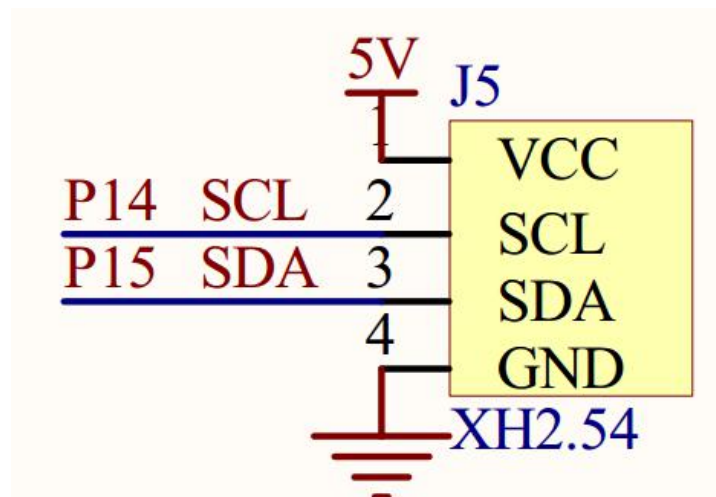 5V
J5
1
VCC
P14 SCL 2
SCL
P15 SDA 3
SDA
4
GND
XH2.54